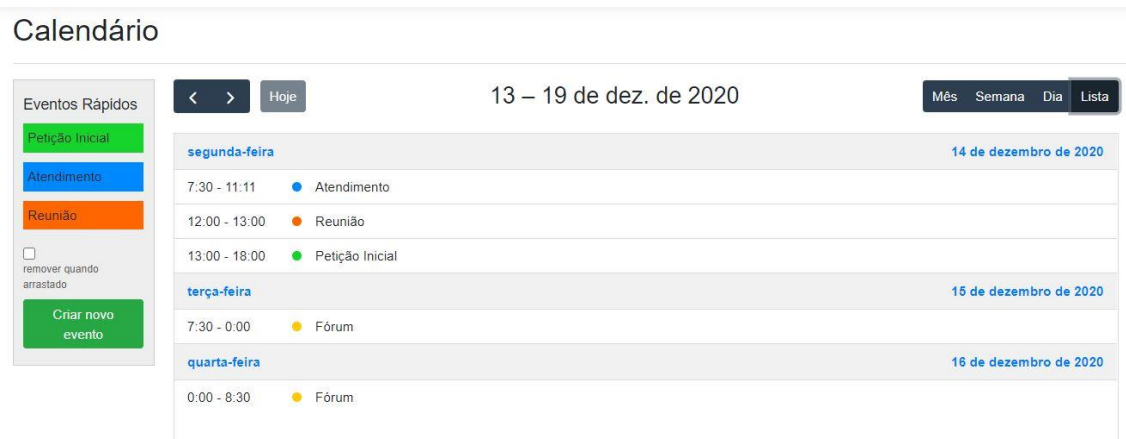 Calendário
Eventos Rápidos
Petição Inicial
Atendimento
Reunião
remover quando
arrastado
Criar novo
evento
Hoje
13 – 19 de dez. de 2020
Mês Semana Dia Lista
segunda-feira 14 de dezembro de 2020
7:30 - 11:11 Atendimento
12:00 - 13:00 Reunião
13:00 - 18:00 Petição Inicial
terça-feira 15 de dezembro de 2020
7:30 - 0:00 Fórum
quarta-feira 16 de dezembro de 2020
0:00 - 8:30 Fórum